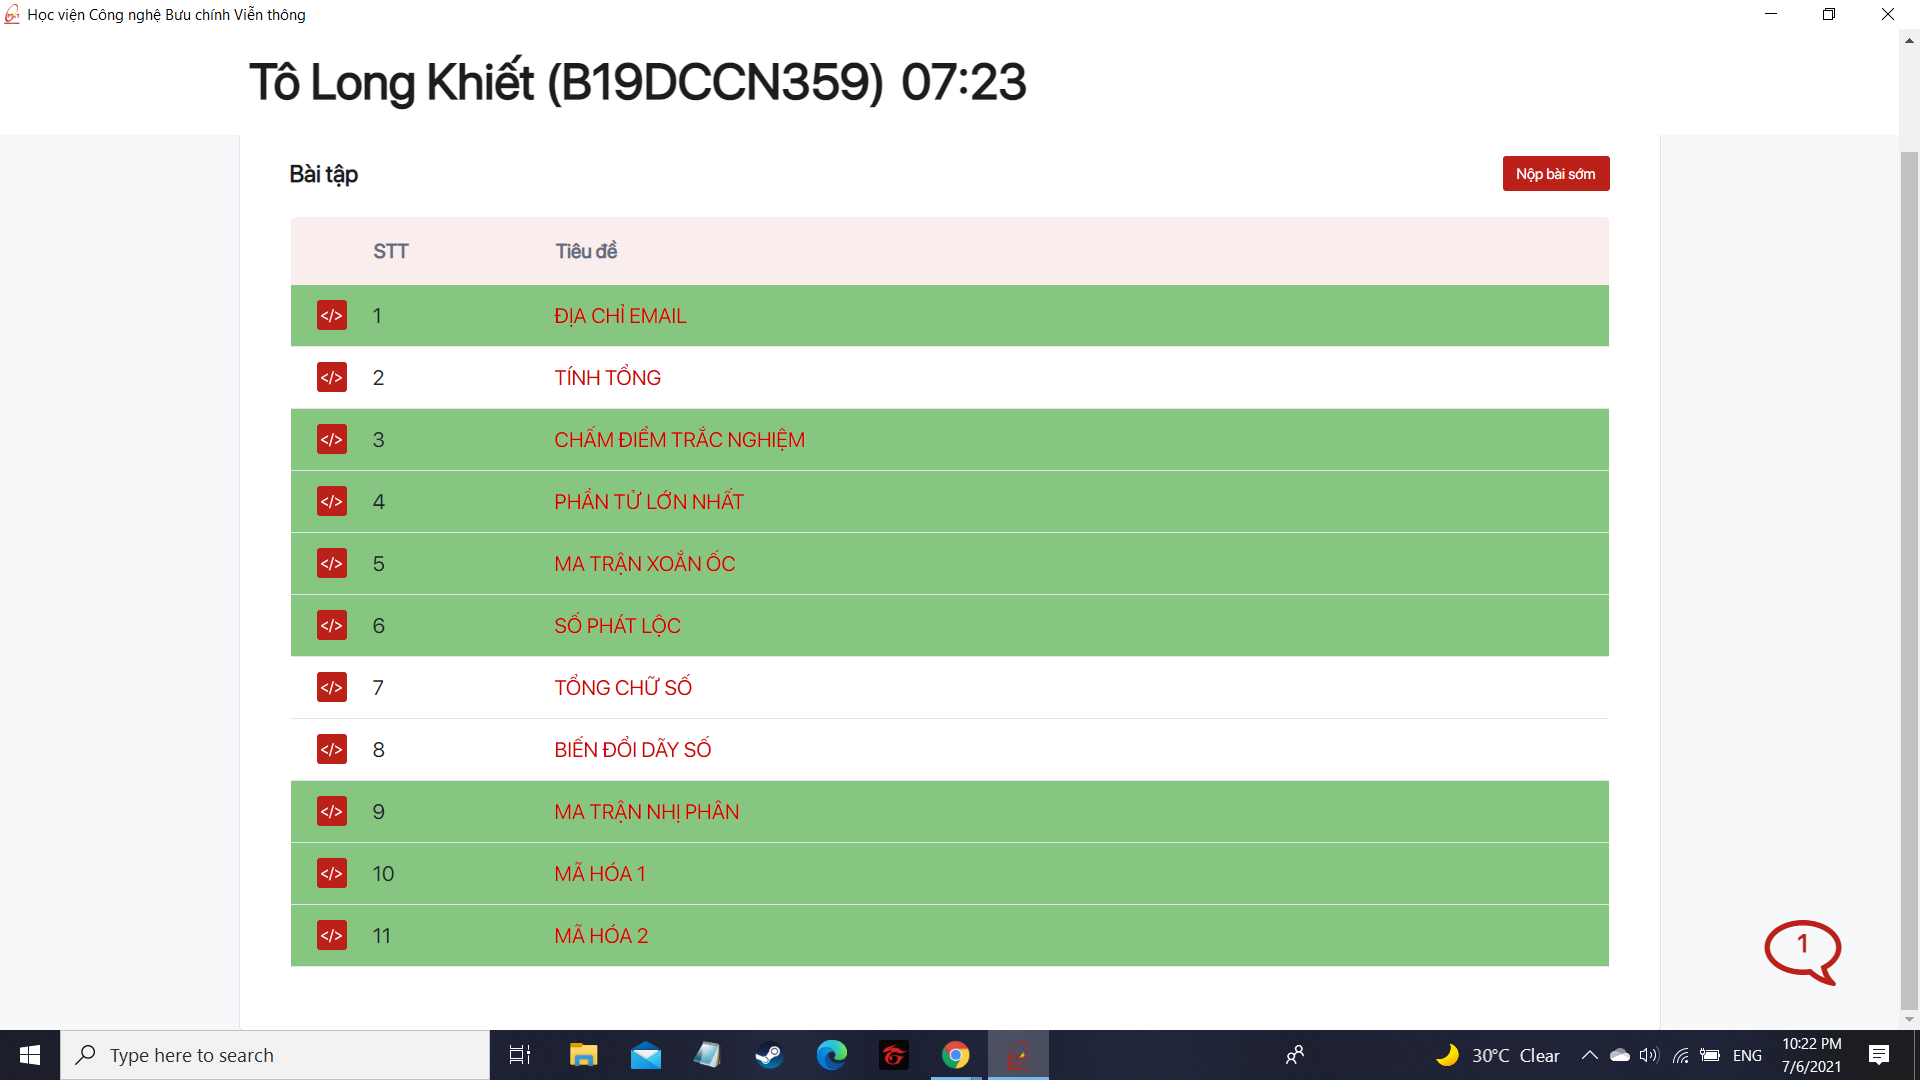 Học viện Công nghệ Bưu chính Viễn thông
Tô Long Khiết (B19DCCN359) 07:23
Bài tập
Nộp bài sớm
STT Tiêu đề
</> 1 ĐỊA CHỈ EMAIL
</> 2 TÍNH TỔNG
</> 3 CHẤM ĐIỂM TRẮC NGHIỆM
</> 4 PHẦN TỬ LỚN NHẤT
</> 5 MA TRẬN XOẮN ỐC
</> 6 SỐ PHÁT LỘC
</> 7 TỔNG CHỮ SỐ
</> 8 BIẾN ĐỔI DÃY SỐ
</> 9 MA TRẬN NHỊ PHÂN
</> 10 MÃ HÓA 1
</> 11 MÃ HÓA 2
1
Type here to search
30°C Clear
ENG
10:22 PM
7/6/2021